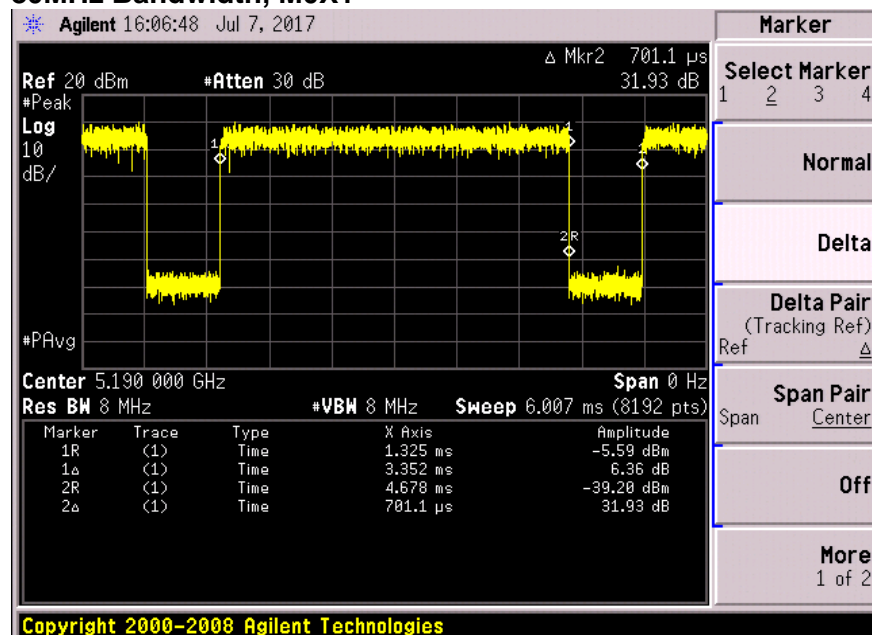 Agilent 16:06:48 Jul 7, 2017
Marker
Δ Mkr2 701.1 μs
Ref 20 dBm #Atten 30 dB 31.93 dB
#Peak
Log
10
dB/
1
1
2
2R
#PAvg
Center 5.190 000 GHz Span 0 Hz
Res BW 8 MHz #VBW 8 MHz Sweep 6.007 ms (8192 pts)
Marker Trace Type X Axis Amplitude
1R (1) Time 1.325 ms -5.59 dBm
1Δ (1) Time 3.352 ms 6.36 dB
2R (1) Time 4.678 ms -39.20 dBm
2Δ (1) Time 701.1 μs 31.93 dB
Select Marker
1 2 3 4
Normal
Delta
Delta Pair
(Tracking Ref)
Ref Δ
Span Pair
Span Center
Off
More
1 of 2
Copyright 2000-2008 Agilent Technologies